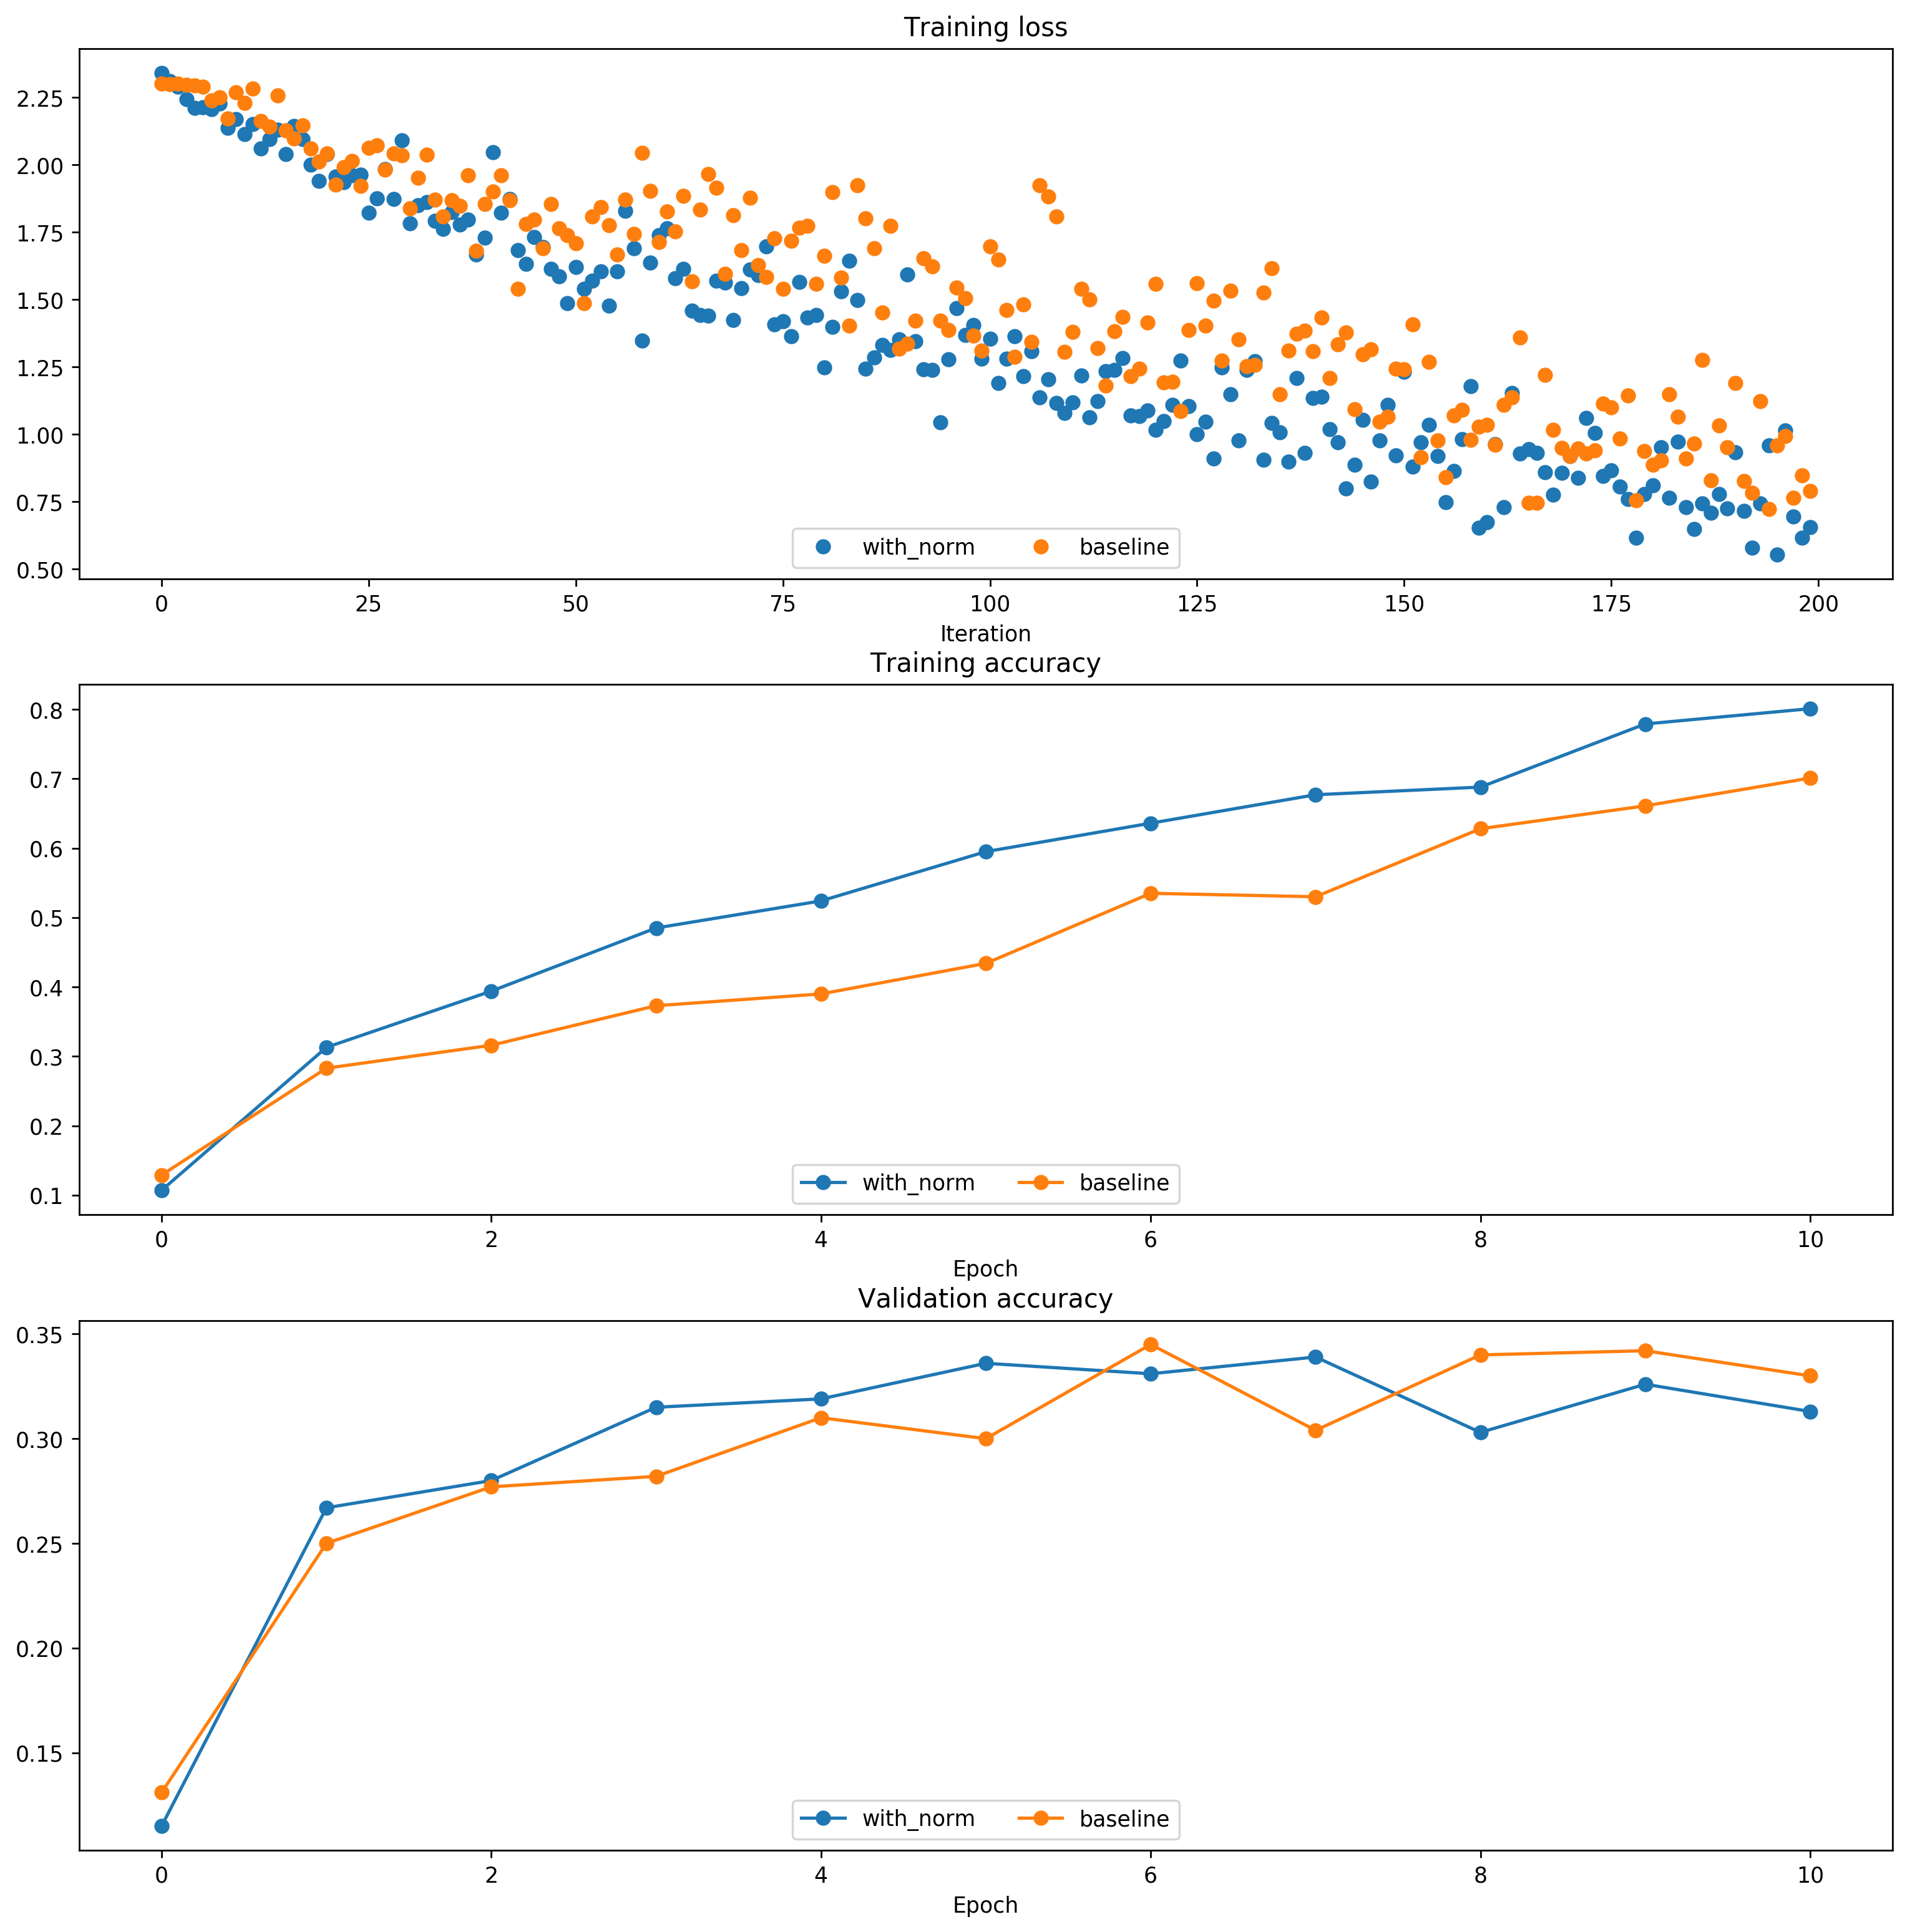 Training loss
2.25
2.00
1.75
1.50
1.25
1.00
0.75
0.50
with_norm baseline
0 25 50 75 100 125 150 175 200
Iteration
Training accuracy
0.8
0.7
0.6
0.5
0.4
0.3
0.2
0.1
with_norm baseline
0 2 4 6 8 10
Epoch
Validation accuracy
0.35
0.30
0.25
0.20
0.15
with_norm baseline
0 2 4 6 8 10
Epoch